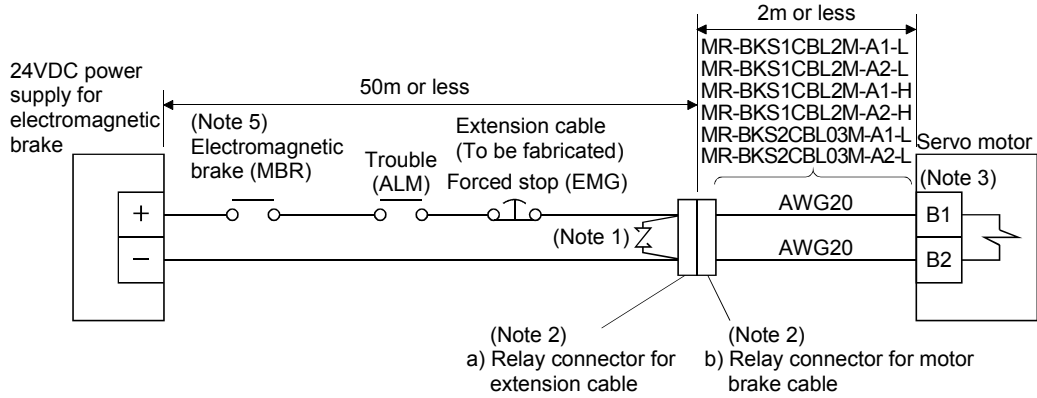 2m or less
MR-BKS1CBL2M-A1-L
MR-BKS1CBL2M-A2-L
MR-BKS1CBL2M-A1-H
MR-BKS1CBL2M-A2-H
MR-BKS2CBL03M-A1-L
MR-BKS2CBL03M-A2-L
24VDC power
supply for
electromagnetic
brake
50m or less
(Note 5)
Electromagnetic
brake (MBR)
Trouble
(ALM)
Extension cable
(To be fabricated)
Forced stop (EMG)
Servo motor
(Note 3)
+
AWG20
B1
(Note 1)
−
AWG20
B2
(Note 2)
a) Relay connector for
extension cable
(Note 2)
b) Relay connector for motor
brake cable